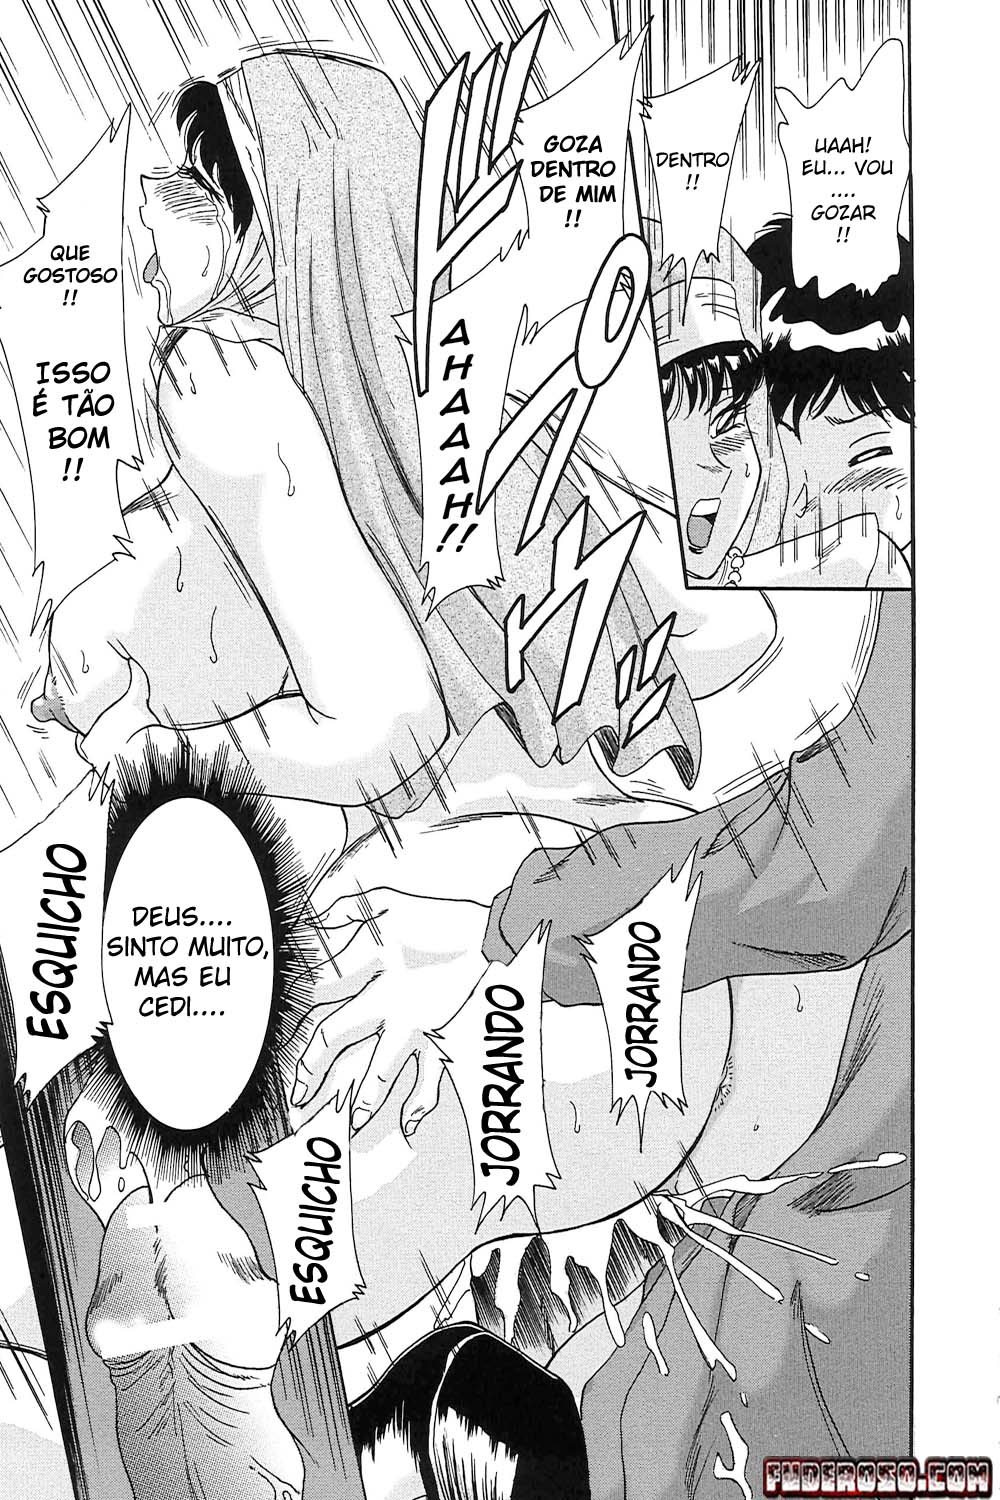 UAAH!
EU... VOU
....
GOZAR
!!
DENTRO
!!
GOZA
DENTRO
DE MIM
!!
AHAAAH!!
QUE
GOSTOSO
!!
ISSO
É TÃO
BOM
!!
JORRANDO
JORRANDO
ESQUICHO
ESQUICHO
DEUS....
SINTO MUITO,
MAS EU
CEDI....
FUDEROSO.COM